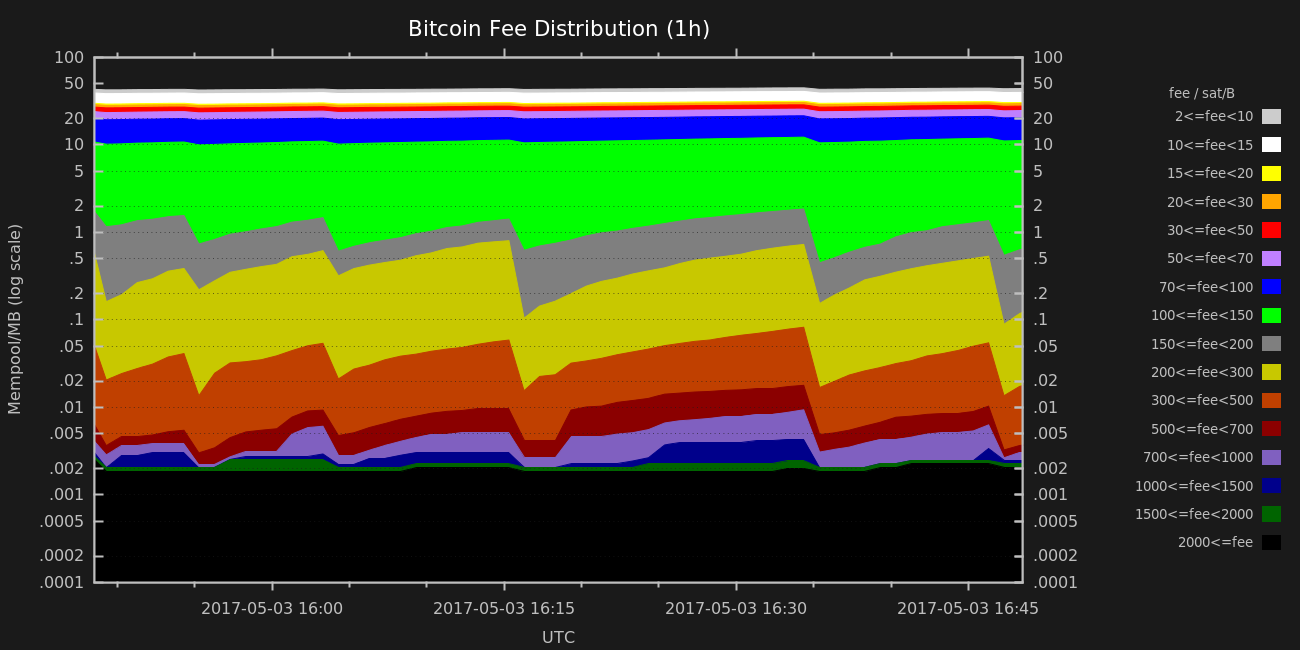 Bitcoin Fee Distribution (1h)
100 100
50 50
20 20
10 10
5 5
2 2
1 1
.5 .5
.2 .2
.1 .1
.05 .05
.02 .02
.01 .01
.005 .005
.002 .002
.001 .001
.0005 .0005
.0002 .0002
.0001 .0001
Mempool/MB (log scale)
2017-05-03 16:00 2017-05-03 16:15 2017-05-03 16:30 2017-05-03 16:45
UTC
fee / sat/B
2<=fee<10
10<=fee<15
15<=fee<20
20<=fee<30
30<=fee<50
50<=fee<70
70<=fee<100
100<=fee<150
150<=fee<200
200<=fee<300
300<=fee<500
500<=fee<700
700<=fee<1000
1000<=fee<1500
1500<=fee<2000
2000<=fee